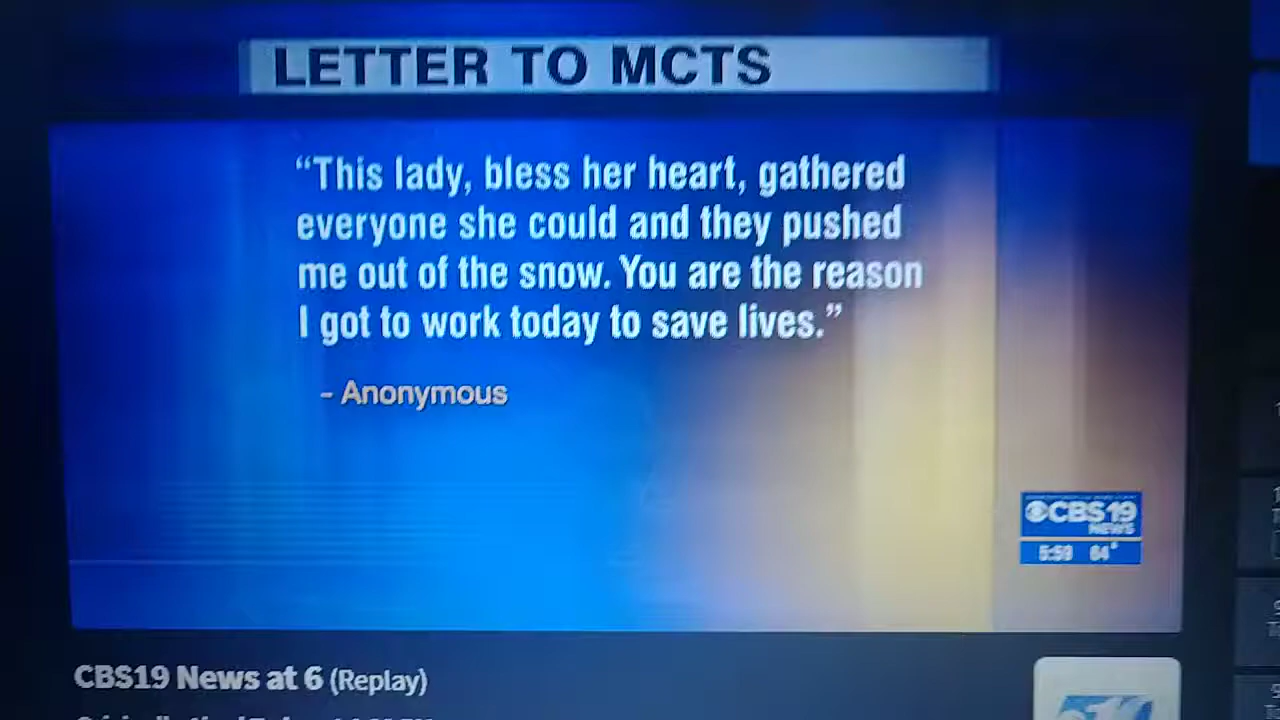 LETTER TO MCTS
“This lady, bless her heart, gathered
everyone she could and they pushed
me out of the snow. You are the reason
I got to work today to save lives.”
- Anonymous
CBS19
NEWS
5:59 64°
CBS19 News at 6 (Replay)